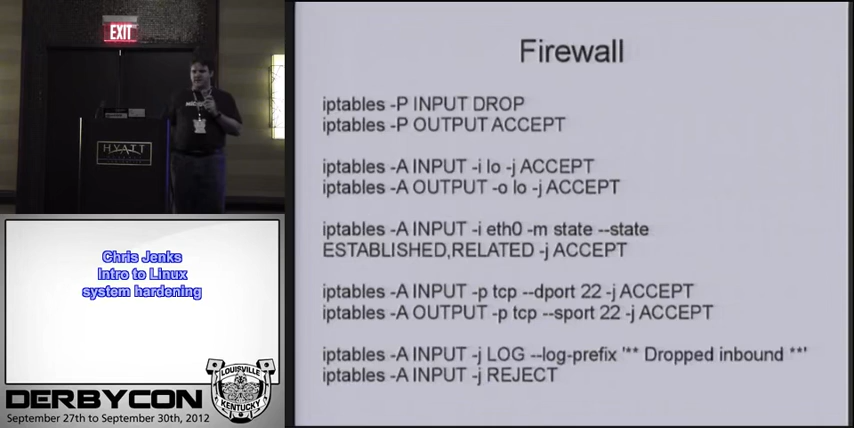 EXIT
HYATT
Chris Jenks
Intro to Linux
system hardening
DERBYCON
September 27th to September 30th, 2012
LOUISVILLE
KENTUCKY
Firewall
iptables -P INPUT DROP
iptables -P OUTPUT ACCEPT
iptables -A INPUT -i lo -j ACCEPT
iptables -A OUTPUT -o lo -j ACCEPT
iptables -A INPUT -i eth0 -m state --state
ESTABLISHED,RELATED -j ACCEPT
iptables -A INPUT -p tcp --dport 22 -j ACCEPT
iptables -A OUTPUT -p tcp --sport 22 -j ACCEPT
iptables -A INPUT -j LOG --log-prefix '** Dropped inbound **'
iptables -A INPUT -j REJECT